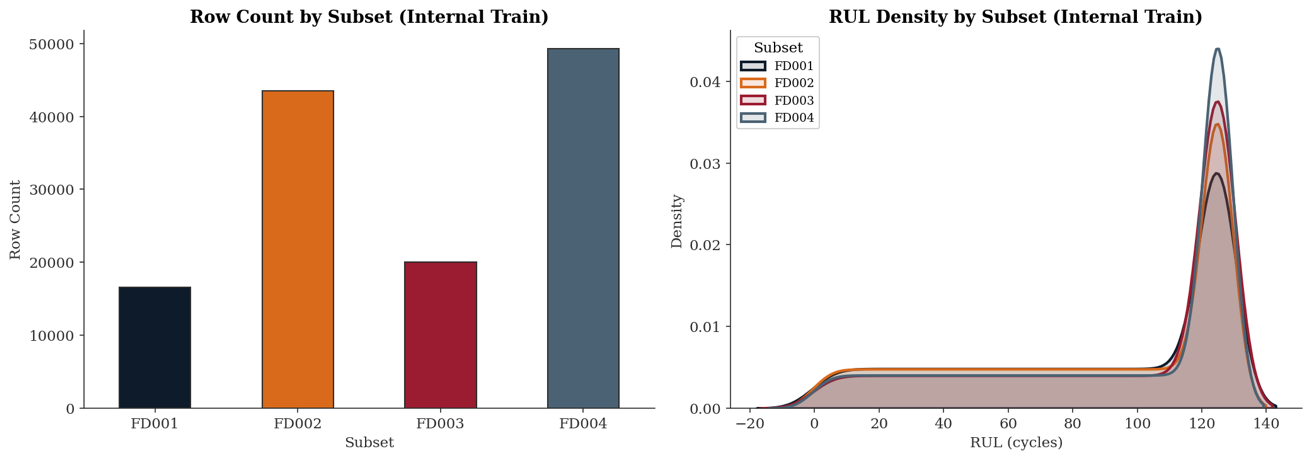 Row Count by Subset (Internal Train)
50000
40000
30000
20000
10000
0
Row Count
FD001
FD002
FD003
FD004
Subset
RUL Density by Subset (Internal Train)
Subset
FD001
FD002
FD003
FD004
0.04
0.03
0.02
0.01
0.00
Density
−20
0
20
40
60
80
100
120
140
RUL (cycles)